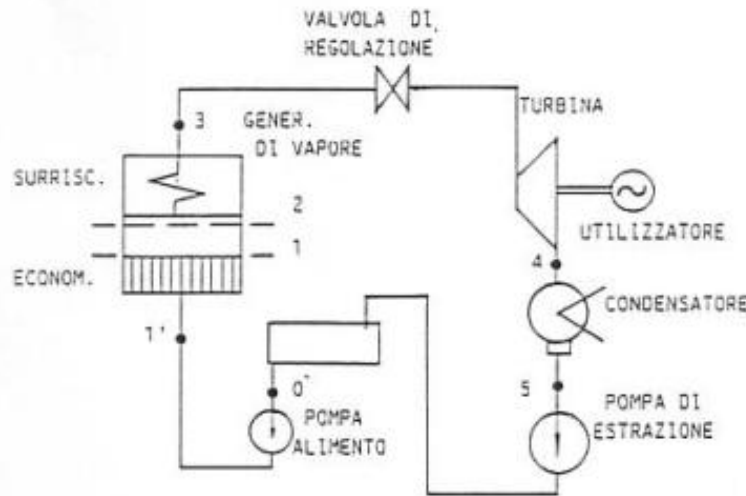 VALVOLA DI
REGOLAZIONE
3
GENER.
DI VAPORE
TURBINA
SURRISC.
2
1
ECONOM.
UTILIZZATORE
4
CONDENSATORE
1'
0
5
POMPA
ALIMENTO
POMPA DI
ESTRAZIONE